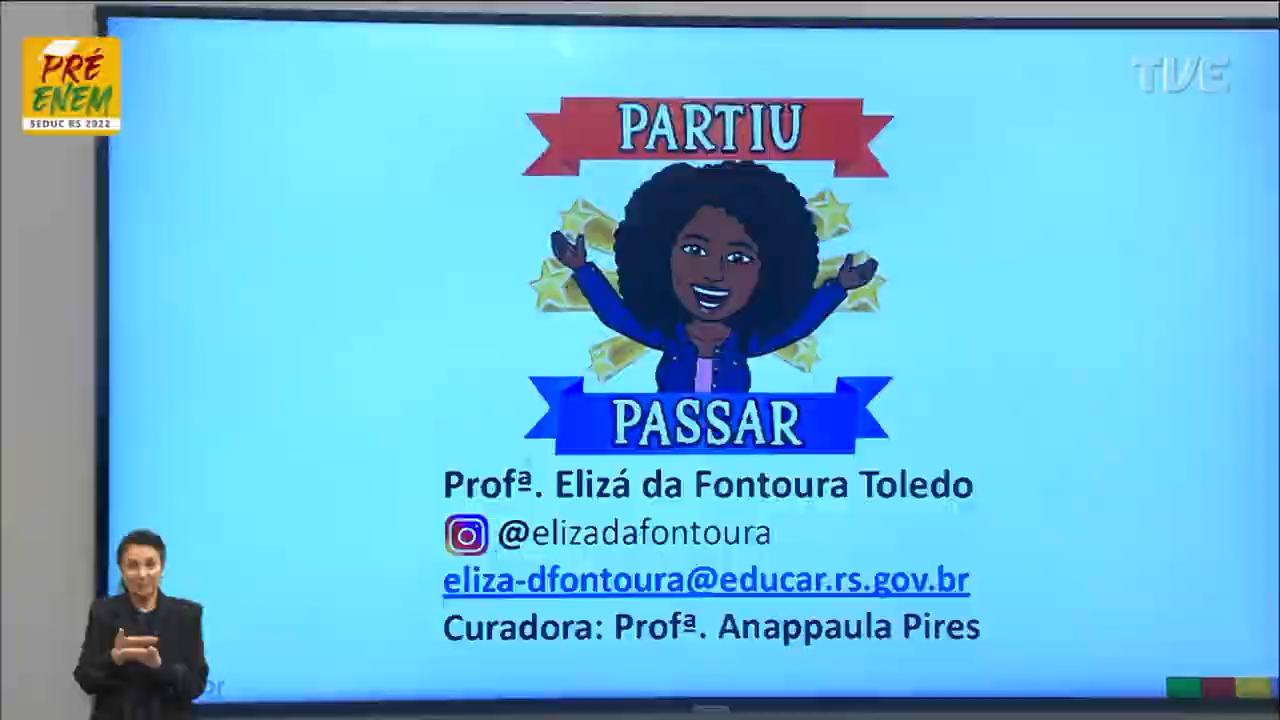 PRÉ
ENEM
SEDUC RS 2022
TVE
PARTIU
PASSAR
Profª. Elizá da Fontoura Toledo
@elizadafontoura
eliza-dfontoura@educar.rs.gov.br
Curadora: Profª. Anappaula Pires